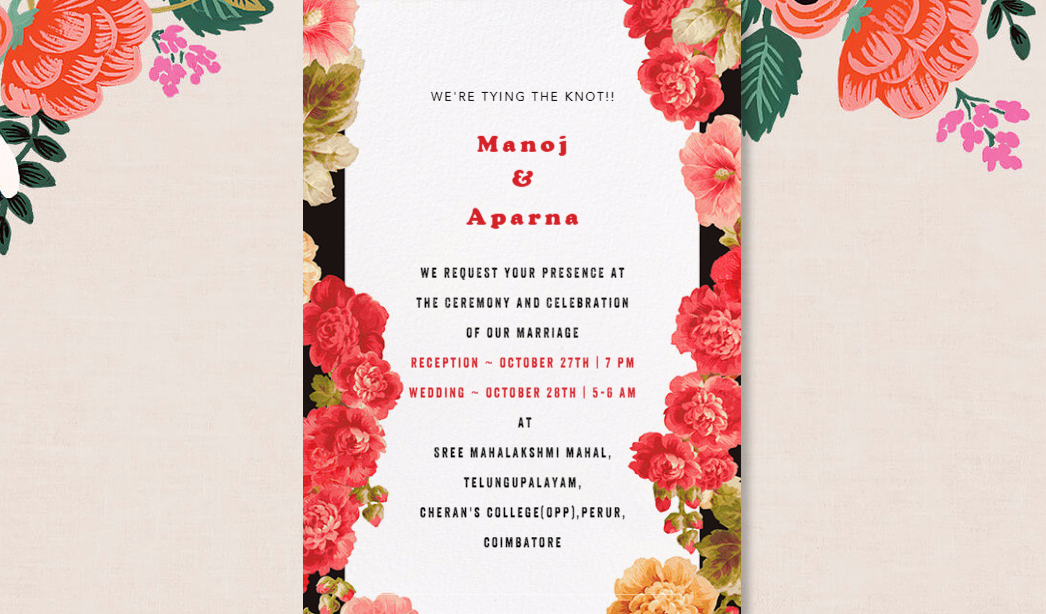 WE'RE TYING THE KNOT!!
Manoj
&
Aparna
WE REQUEST YOUR PRESENCE AT
THE CEREMONY AND CELEBRATION
OF OUR MARRIAGE
RECEPTION ~ OCTOBER 27TH | 7 PM
WEDDING ~ OCTOBER 28TH | 5-6 AM
AT
SREE MAHALAKSHMI MAHAL,
TELUNGUPALAYAM,
CHERAN'S COLLEGE(OPP),PERUR,
COIMBATORE